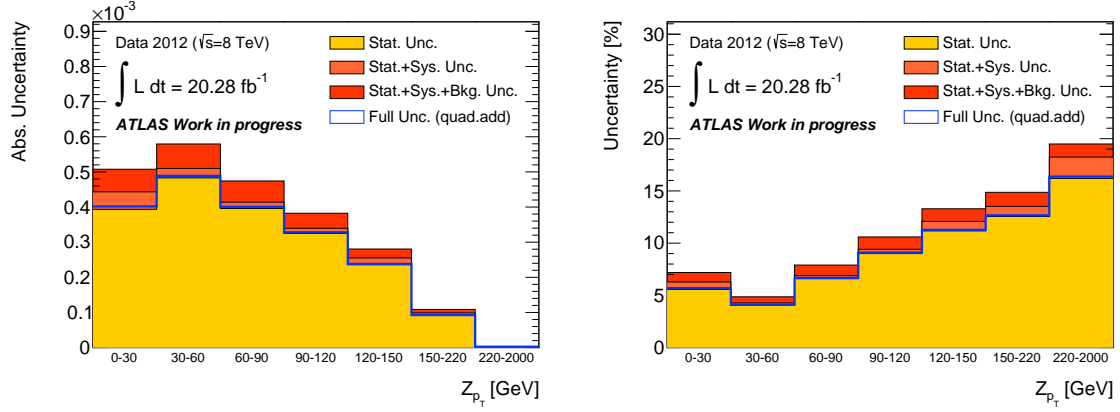 ×10⁻³
Abs. Uncertainty
0.9
0.8
0.7
0.6
0.5
0.4
0.3
0.2
0.1
0
Data 2012 (√s=8 TeV)
∫ L dt = 20.28 fb⁻¹
ATLAS Work in progress
Stat. Unc.
Stat.+Sys. Unc.
Stat.+Sys.+Bkg. Unc.
Full Unc. (quad.add)
0-30 30-60 60-90 90-120 120-150 150-220 220-2000
Z_{p_T} [GeV]
Uncertainty [%]
30
25
20
15
10
5
0
Data 2012 (√s=8 TeV)
∫ L dt = 20.28 fb⁻¹
ATLAS Work in progress
Stat. Unc.
Stat.+Sys. Unc.
Stat.+Sys.+Bkg. Unc.
Full Unc. (quad.add)
0-30 30-60 60-90 90-120 120-150 150-220 220-2000
Z_{p_T} [GeV]